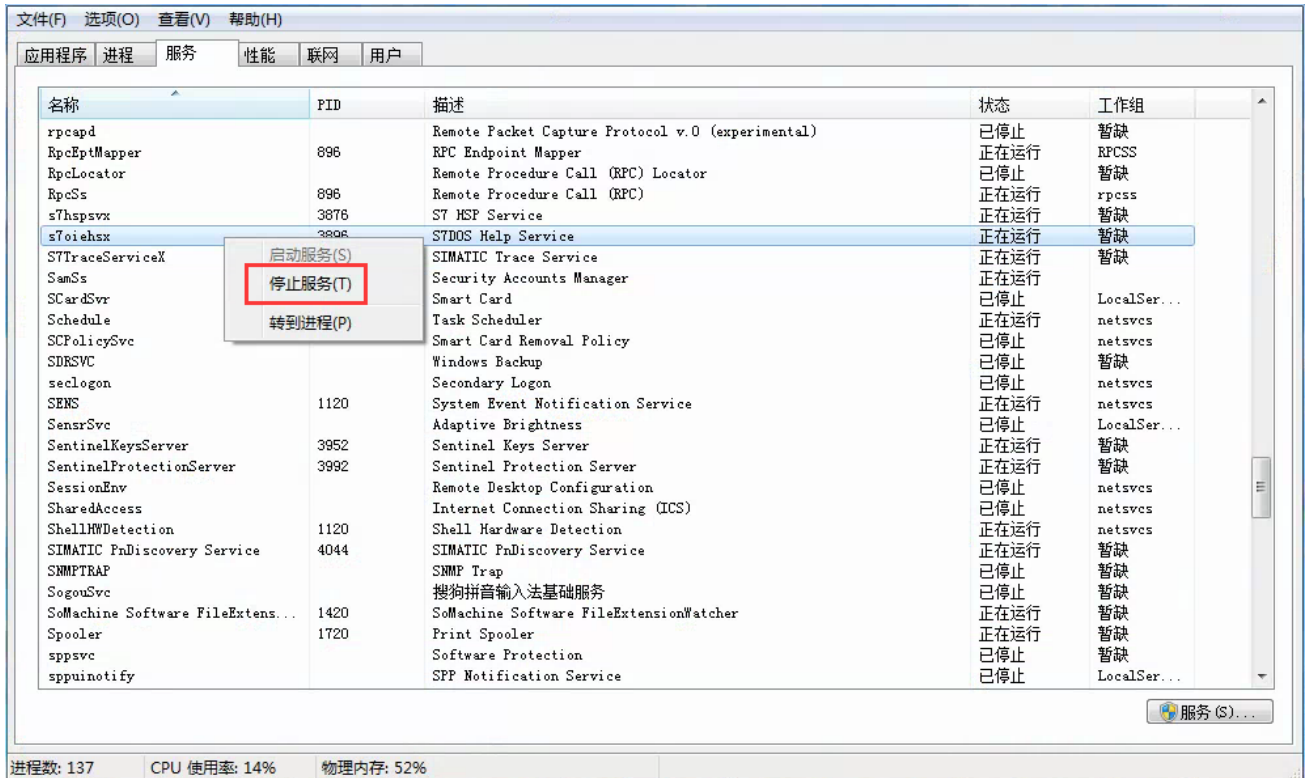 文件(F) 选项(O) 查看(V) 帮助(H)
应用程序 进程 服务 性能 联网 用户
名称 PID 描述 状态 工作组
rpcapd Remote Packet Capture Protocol v.0 (experimental) 已停止 暂缺
RpcEptMapper 896 RPC Endpoint Mapper 正在运行 RPCSS
RpcLocator Remote Procedure Call (RPC) Locator 已停止 暂缺
RpcSs 896 Remote Procedure Call (RPC) 正在运行 rpcss
s7hspsvx 3876 S7 HSP Service 正在运行 暂缺
s7oiehsx 3896 S7DOS Help Service 正在运行 暂缺
启动服务(S)
停止服务(T)
转到进程(P)
S7TraceServiceX SIMATIC Trace Service 正在运行 暂缺
SamSs Security Accounts Manager 正在运行
SCardSvr Smart Card 已停止 LocalSer...
Schedule Task Scheduler 正在运行 netsvcs
SCPolicySvc Smart Card Removal Policy 已停止 netsvcs
SDRSVC Windows Backup 已停止 暂缺
seclogon Secondary Logon 已停止 netsvcs
SENS 1120 System Event Notification Service 正在运行 netsvcs
SensrSvc Adaptive Brightness 已停止 LocalSer...
SentinelKeysServer 3952 Sentinel Keys Server 正在运行 暂缺
SentinelProtectionServer 3992 Sentinel Protection Server 正在运行 暂缺
SessionEnv Remote Desktop Configuration 已停止 netsvcs
SharedAccess Internet Connection Sharing (ICS) 已停止 netsvcs
ShellHWDetection 1120 Shell Hardware Detection 正在运行 netsvcs
SIMATIC PnDiscovery Service 4044 SIMATIC PnDiscovery Service 正在运行 暂缺
SNMPTRAP SNMP Trap 已停止 暂缺
SogouSvc 搜狗拼音输入法基础服务 已停止 暂缺
SoMachine Software FileExtens... 1420 SoMachine Software FileExtensionWatcher 正在运行 暂缺
Spooler 1720 Print Spooler 正在运行 暂缺
sppsvc Software Protection 已停止 暂缺
sppuinotify SPP Notification Service 已停止 LocalSer...
服务(S)...
进程数: 137 CPU 使用率: 14% 物理内存: 52%